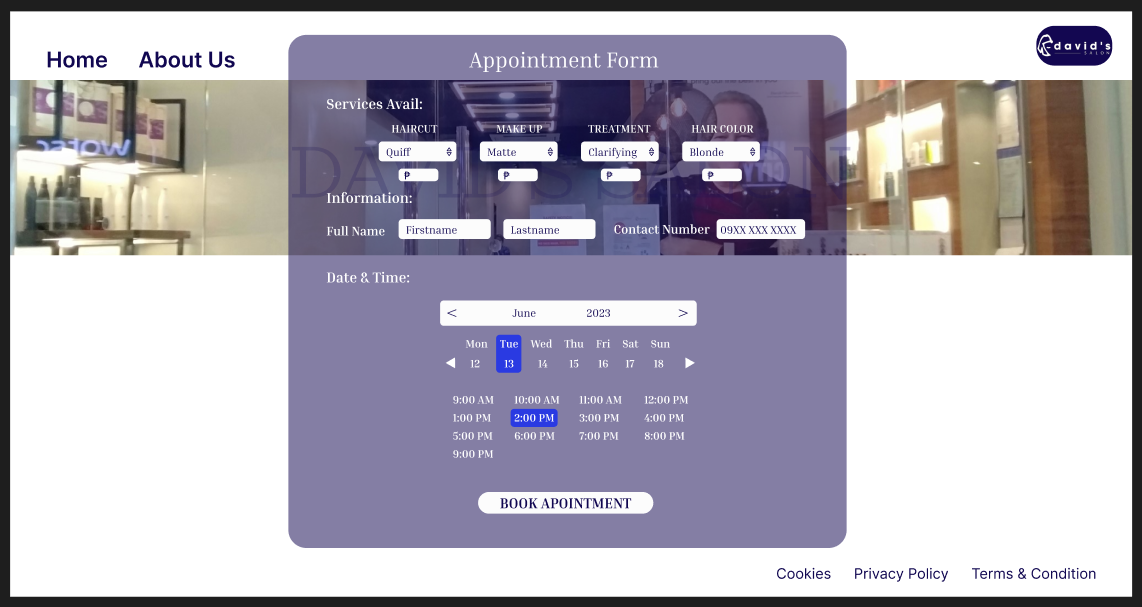 Home About Us
david's
SALON
Appointment Form
Services Avail:
HAIRCUT MAKE UP TREATMENT HAIR COLOR
Quiff Matte Clarifying Blonde
₱ ₱ ₱ ₱
DAVID'S SALON
Information:
Full Name Firstname Lastname Contact Number 09XX XXX XXXX
Date & Time:
< June 2023 >
Mon Tue Wed Thu Fri Sat Sun
12 13 14 15 16 17 18
9:00 AM 10:00 AM 11:00 AM 12:00 PM
1:00 PM 2:00 PM 3:00 PM 4:00 PM
5:00 PM 6:00 PM 7:00 PM 8:00 PM
9:00 PM
BOOK APOINTMENT
Cookies Privacy Policy Terms & Condition